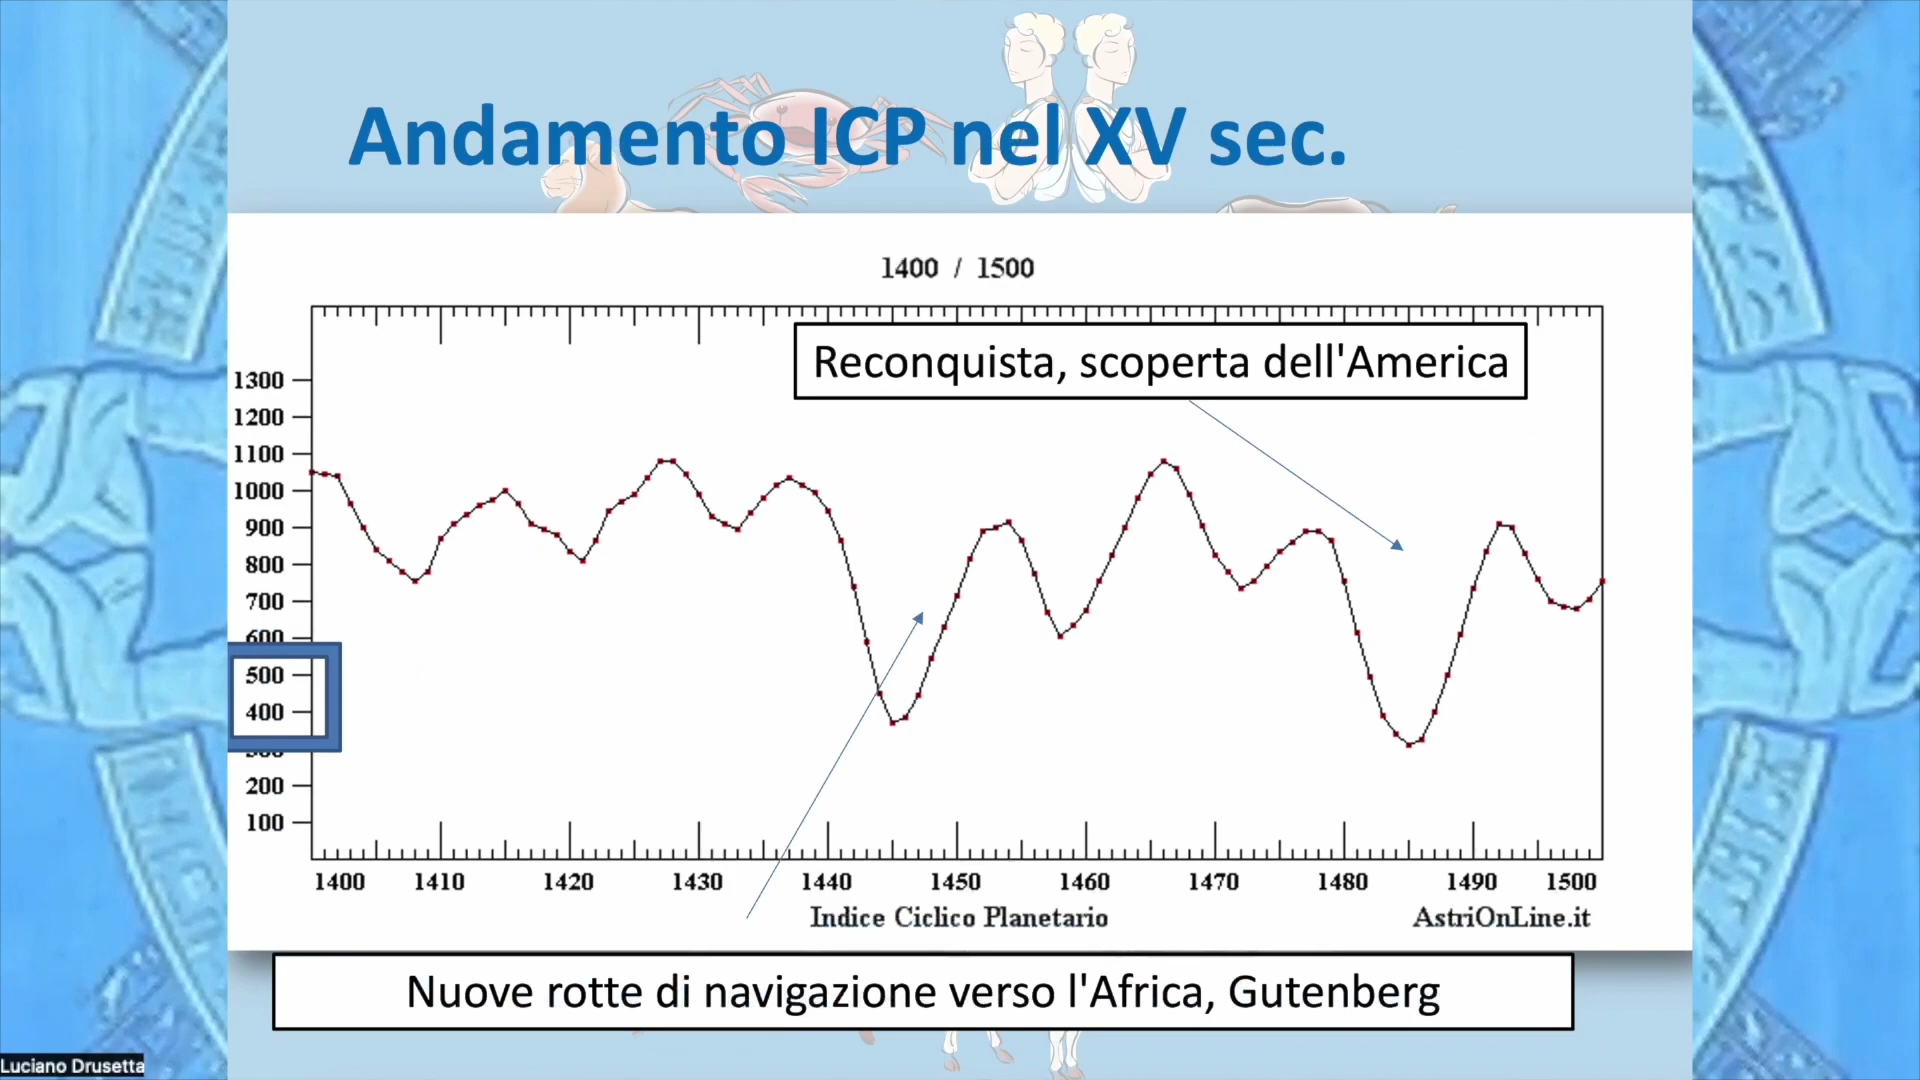 Andamento ICP nel XV sec.
1400 / 1500
Reconquista, scoperta dell'America
1300
1200
1100
1000
900
800
700
600
500
400
300
200
100
1400 1410 1420 1430 1440 1450 1460 1470 1480 1490 1500
Indice Ciclico Planetario AstriOnLine.it
Nuove rotte di navigazione verso l'Africa, Gutenberg
Luciano Drusetta